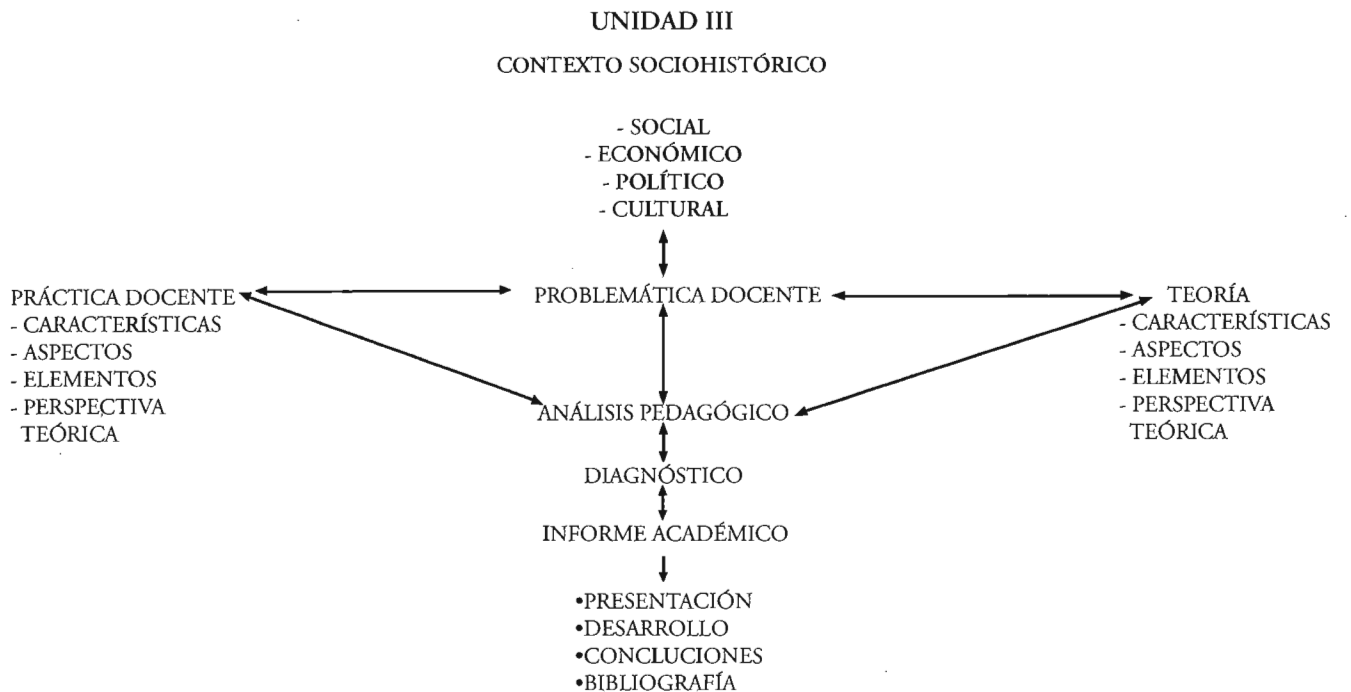 UNIDAD III
CONTEXTO SOCIOHISTÓRICO
- SOCIAL
- ECONÓMICO
- POLÍTICO
- CULTURAL
PRÁCTICA DOCENTE
- CARACTERÍSTICAS
- ASPECTOS
- ELEMENTOS
- PERSPECTIVA
TEÓRICA
PROBLEMÁTICA DOCENTE
TEORÍA
- CARACTERÍSTICAS
- ASPECTOS
- ELEMENTOS
- PERSPECTIVA
TEÓRICA
ANÁLISIS PEDAGÓGICO
DIAGNÓSTICO
INFORME ACADÉMICO
•PRESENTACIÓN
•DESARROLLO
•CONCLUCIONES
•BIBLIOGRAFÍA